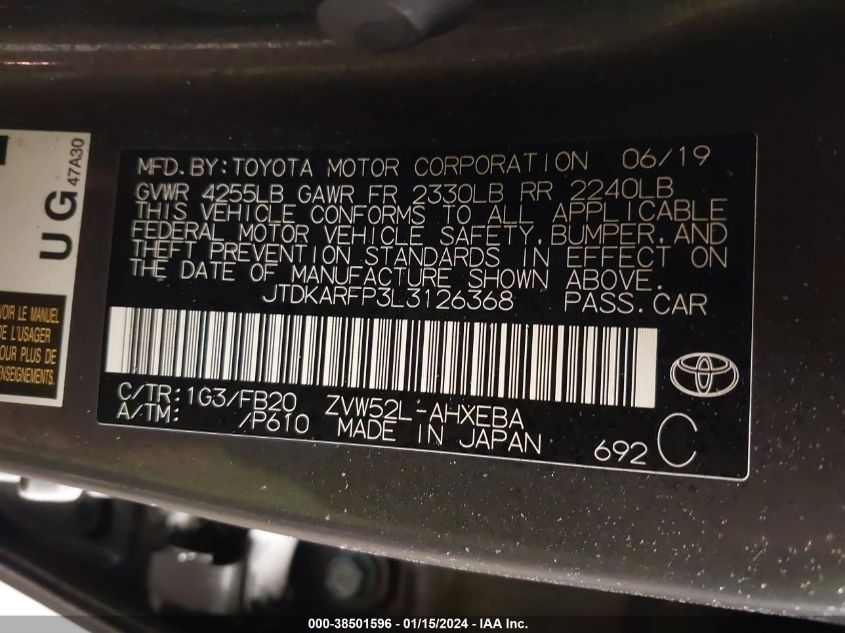 UG 47A30
VOIR LE MANUEL
DE L'USAGER
POUR PLUS DE
RENSEIGNEMENTS.
MFD. BY: TOYOTA MOTOR CORPORATION 06/19
GVWR 4255LB GAWR FR 2330LB RR 2240LB
THIS VEHICLE CONFORMS TO ALL APPLICABLE
FEDERAL MOTOR VEHICLE SAFETY, BUMPER, AND
THEFT PREVENTION STANDARDS IN EFFECT ON
THE DATE OF MANUFACTURE SHOWN ABOVE.
JTDKARFP3L3126368 PASS. CAR
C/TR: 1G3/FB20 ZVW52L-AHXEBA
A/TM: /P610 MADE IN JAPAN
692 C
000-38501596 - 01/15/2024 - IAA Inc.